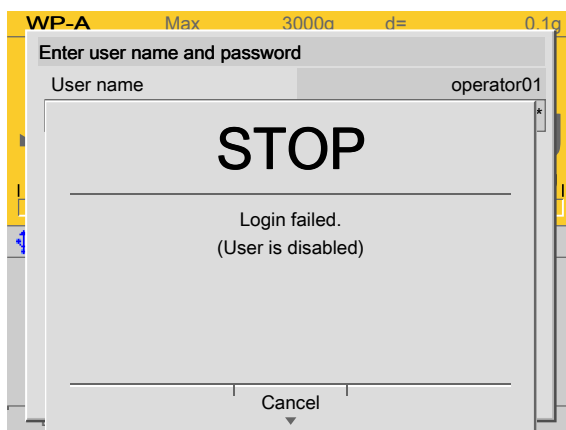 WP-A Max 3000g d= 0.1g
Enter user name and password
User name operator01
*
STOP
Login failed.
(User is disabled)
Cancel